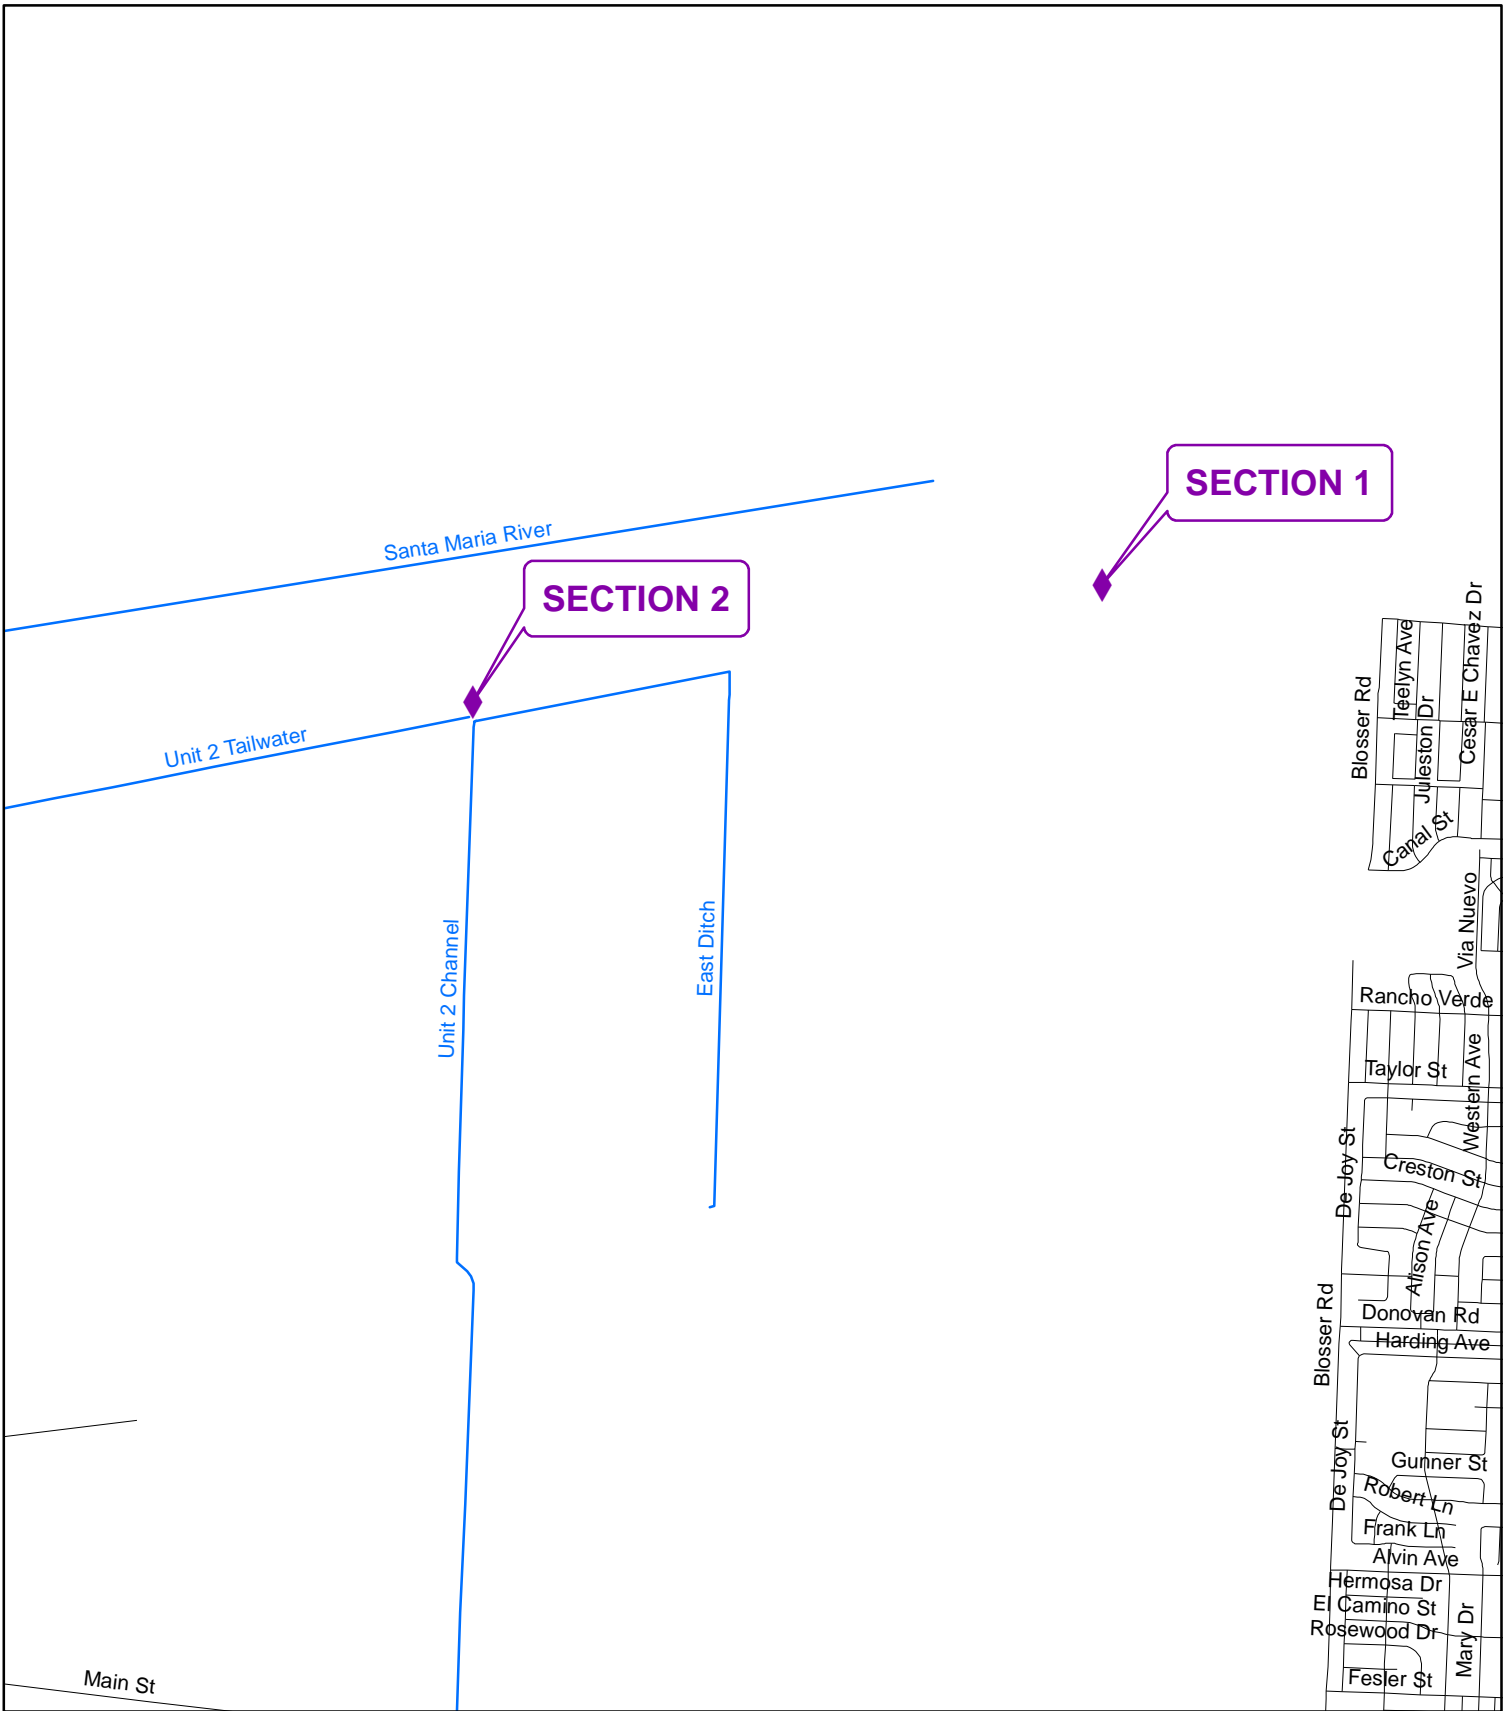 SECTION 1
Santa Maria River
SECTION 2
Cesar E Chavez Dr
Teelyn Ave
Blosser Rd
Juleston Dr
Unit 2 Tailwater
Canal St
Via Nuevo
East Ditch
Unit 2 Channel
Rancho Verde
Taylor St
Western Ave
De Joy St
Creston St
Alison Ave
Donovan Rd
Blosser Rd
Harding Ave
De Joy St
Gunner St
Robert Ln
Frank Ln
Alvin Ave
Hermosa Dr
El Camino St
Rosewood Dr
Mary Dr
Main St
Fesler St